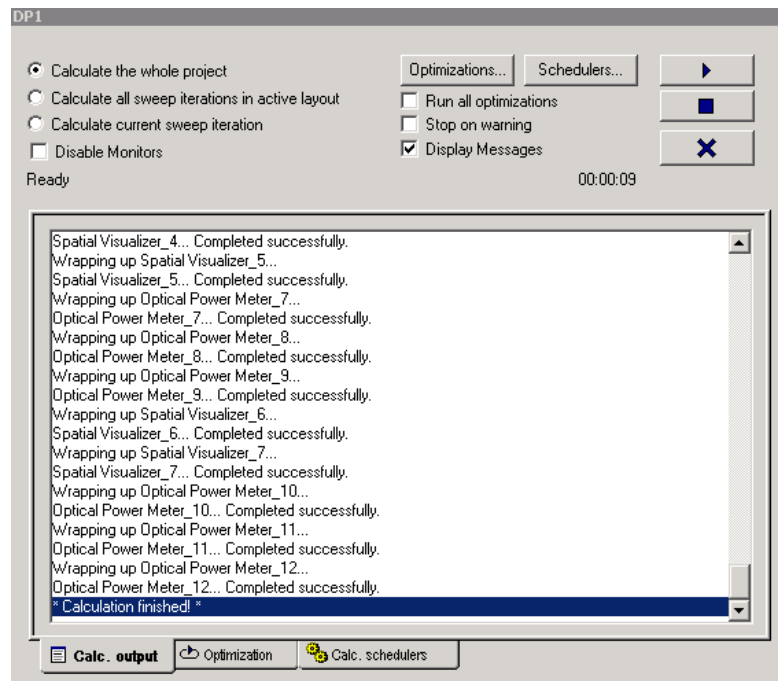 DP1
Calculate the whole project
Optimizations...
Schedulers...
Calculate all sweep iterations in active layout
Run all optimizations
Calculate current sweep iteration
Stop on warning
Disable Monitors
Display Messages
Ready
00:00:09
Spatial Visualizer_4... Completed successfully.
Wrapping up Spatial Visualizer_5...
Spatial Visualizer_5... Completed successfully.
Wrapping up Optical Power Meter_7...
Optical Power Meter_7... Completed successfully.
Wrapping up Optical Power Meter_8...
Optical Power Meter_8... Completed successfully.
Wrapping up Optical Power Meter_9...
Optical Power Meter_9... Completed successfully.
Wrapping up Spatial Visualizer_6...
Spatial Visualizer_6... Completed successfully.
Wrapping up Spatial Visualizer_7...
Spatial Visualizer_7... Completed successfully.
Wrapping up Optical Power Meter_10...
Optical Power Meter_10... Completed successfully.
Wrapping up Optical Power Meter_11...
Optical Power Meter_11... Completed successfully.
Wrapping up Optical Power Meter_12...
Optical Power Meter_12... Completed successfully.
* Calculation finished! *
Calc. output
Optimization
Calc. schedulers